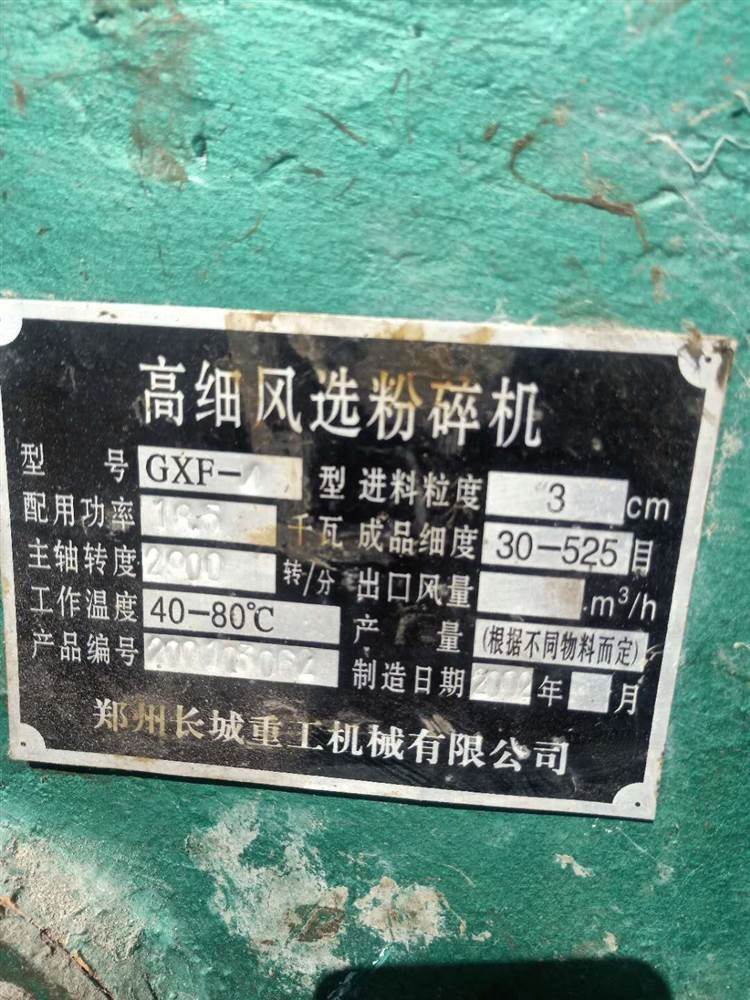 高细风选粉碎机
型号 GXF- 型 进料粒度 3 cm
配用功率 18.5 千瓦 成品细度 30-525 目
主轴转度 2900 转/分 出口风量 m³/h
工作温度 40-80℃ 产量 (根据不同物料而定)
产品编号 制造日期 年 月
郑州长城重工机械有限公司